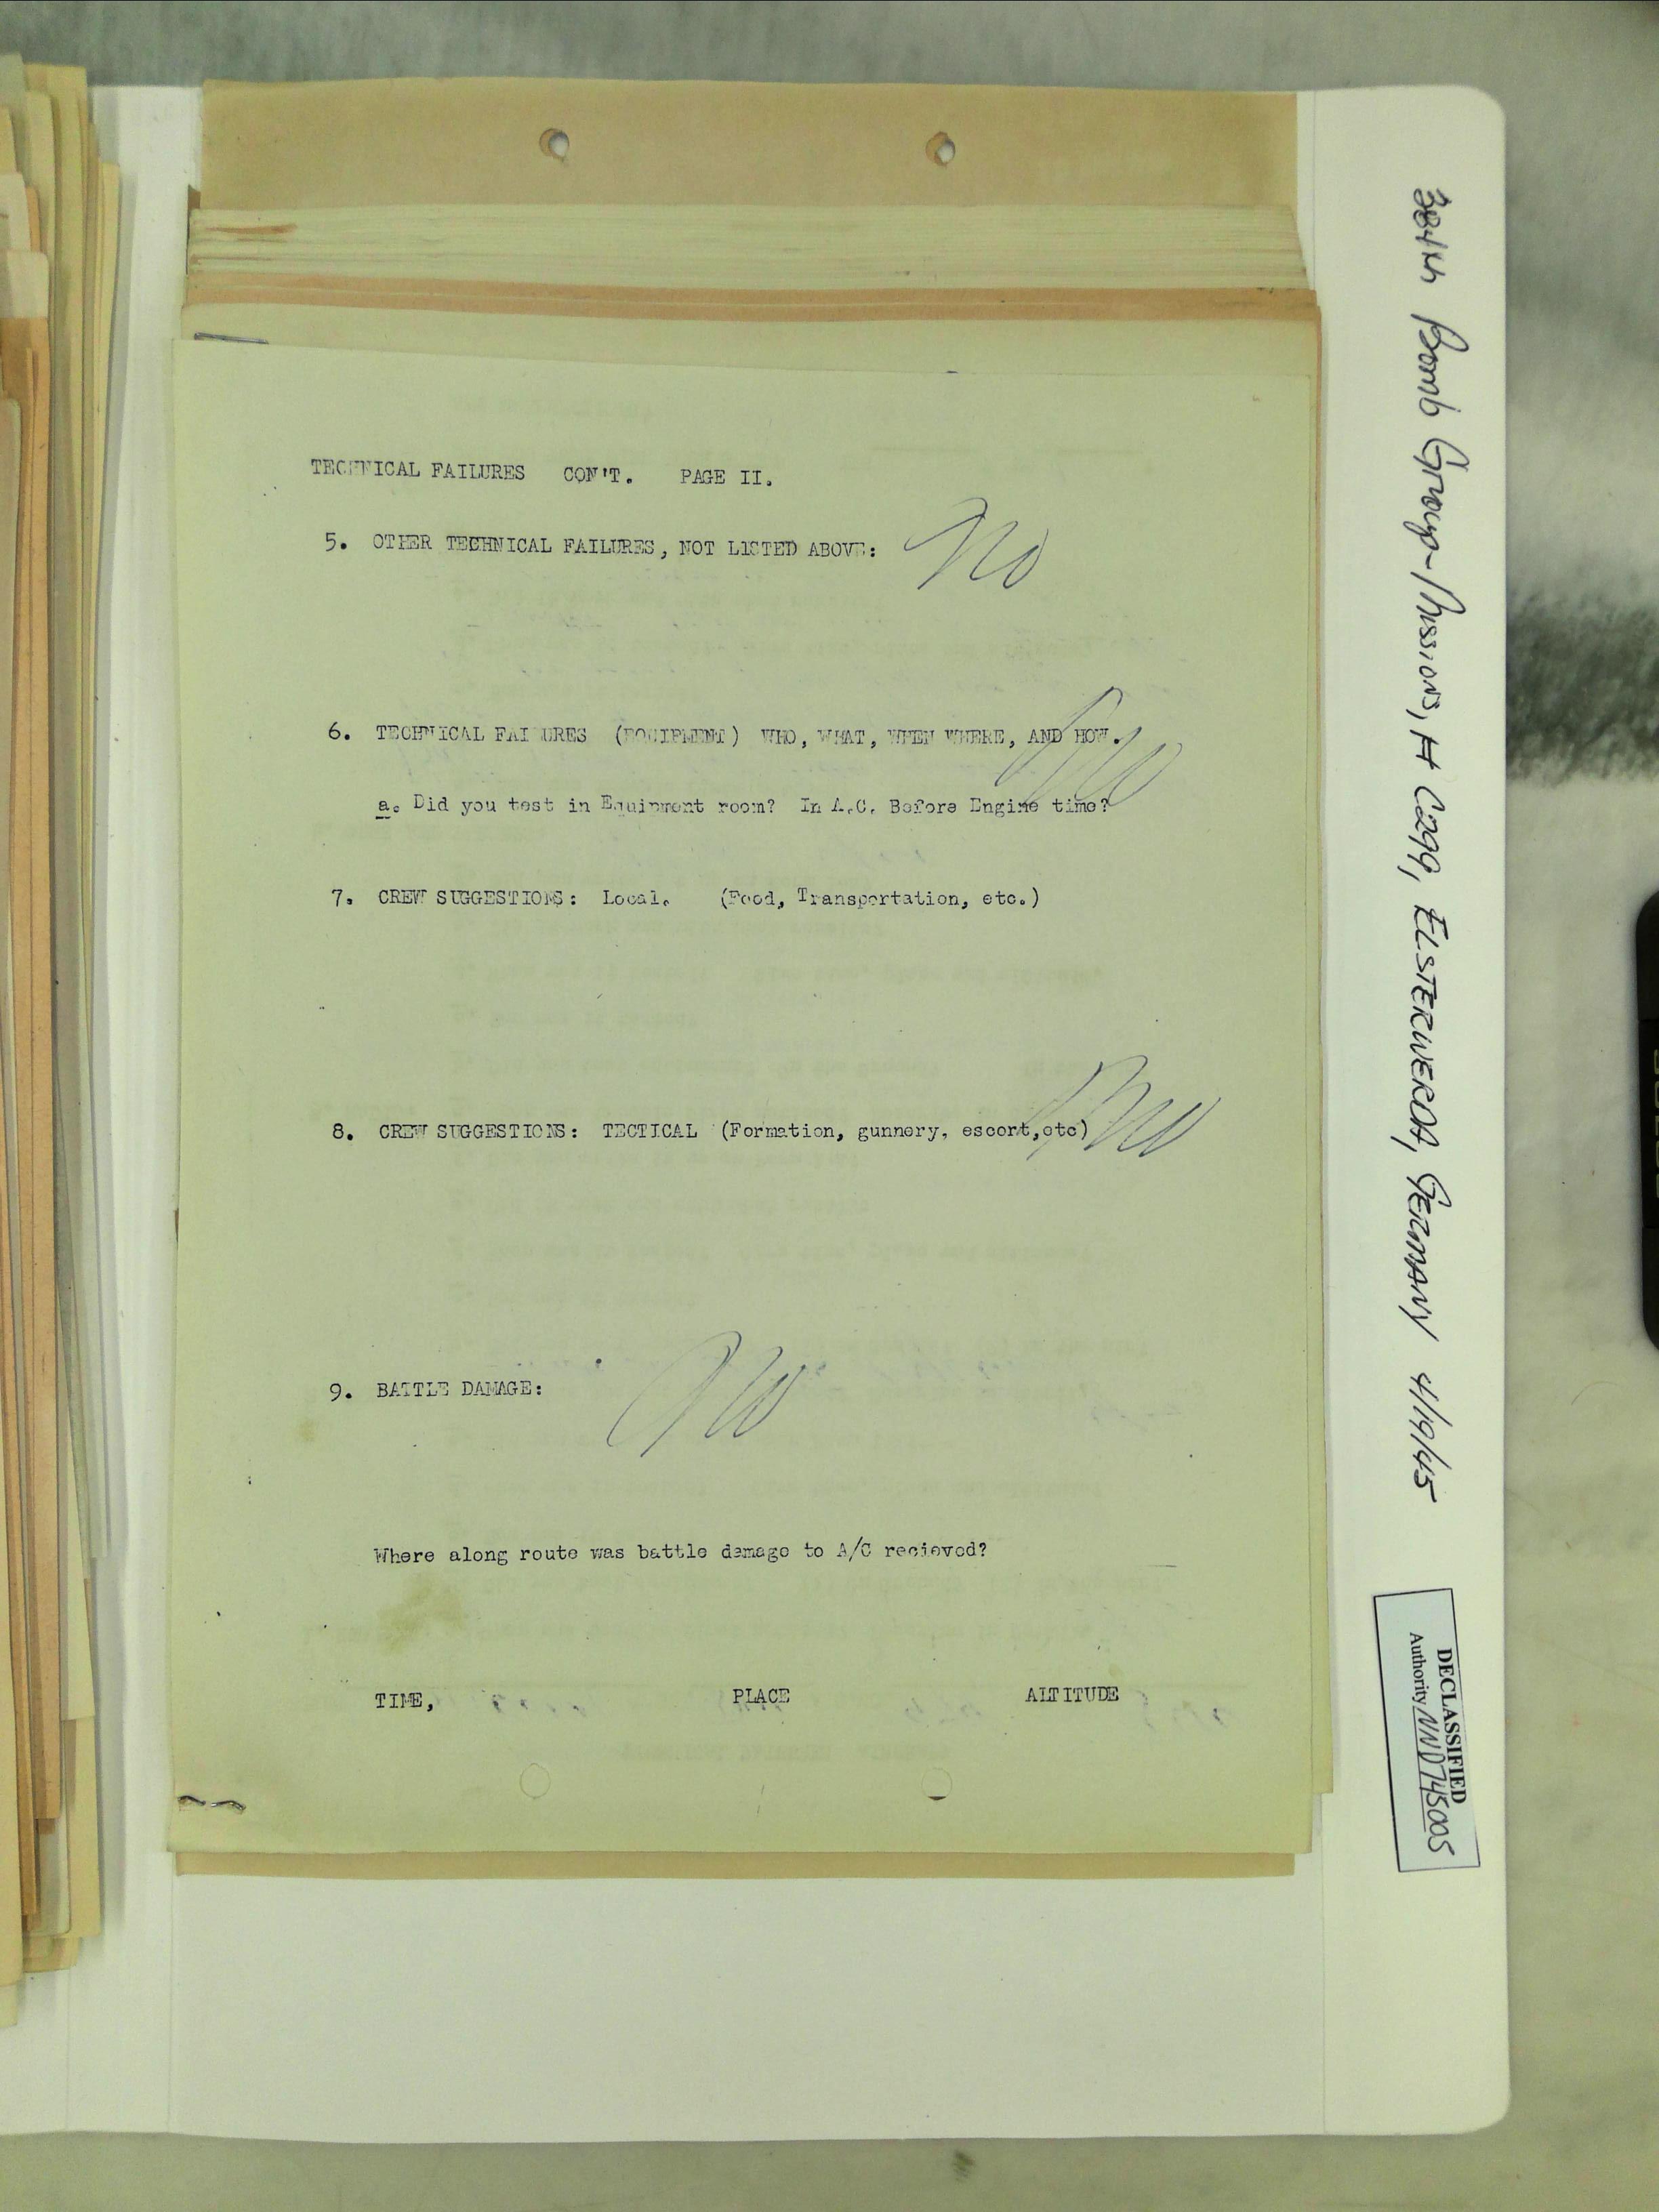 TECHNICAL FAILURES CON'T. PAGE II.
5. OTHER TECHNICAL FAILURES, NOT LISTED ABOVE: No
6. TECHNICAL FAILURES (EQUIPMENT) WHO, WHAT, WHEN WHERE, AND HOW. No
a. Did you test in Equipment room? In A.C. Before Engine time?
7. CREW SUGGESTIONS: Local. (Food, Transportation, etc.)
8. CREW SUGGESTIONS: TECTICAL (Formation, gunnery, escort,etc) No
9. BATTLE DAMAGE: No
Where along route was battle damage to A/C recieved?
TIME, PLACE ALTITUDE
384th Bomb Group-Missions, # C299, ELSTERWERDA, GERMANY 4/19/45
DECLASSIFIED
Authority NND745005